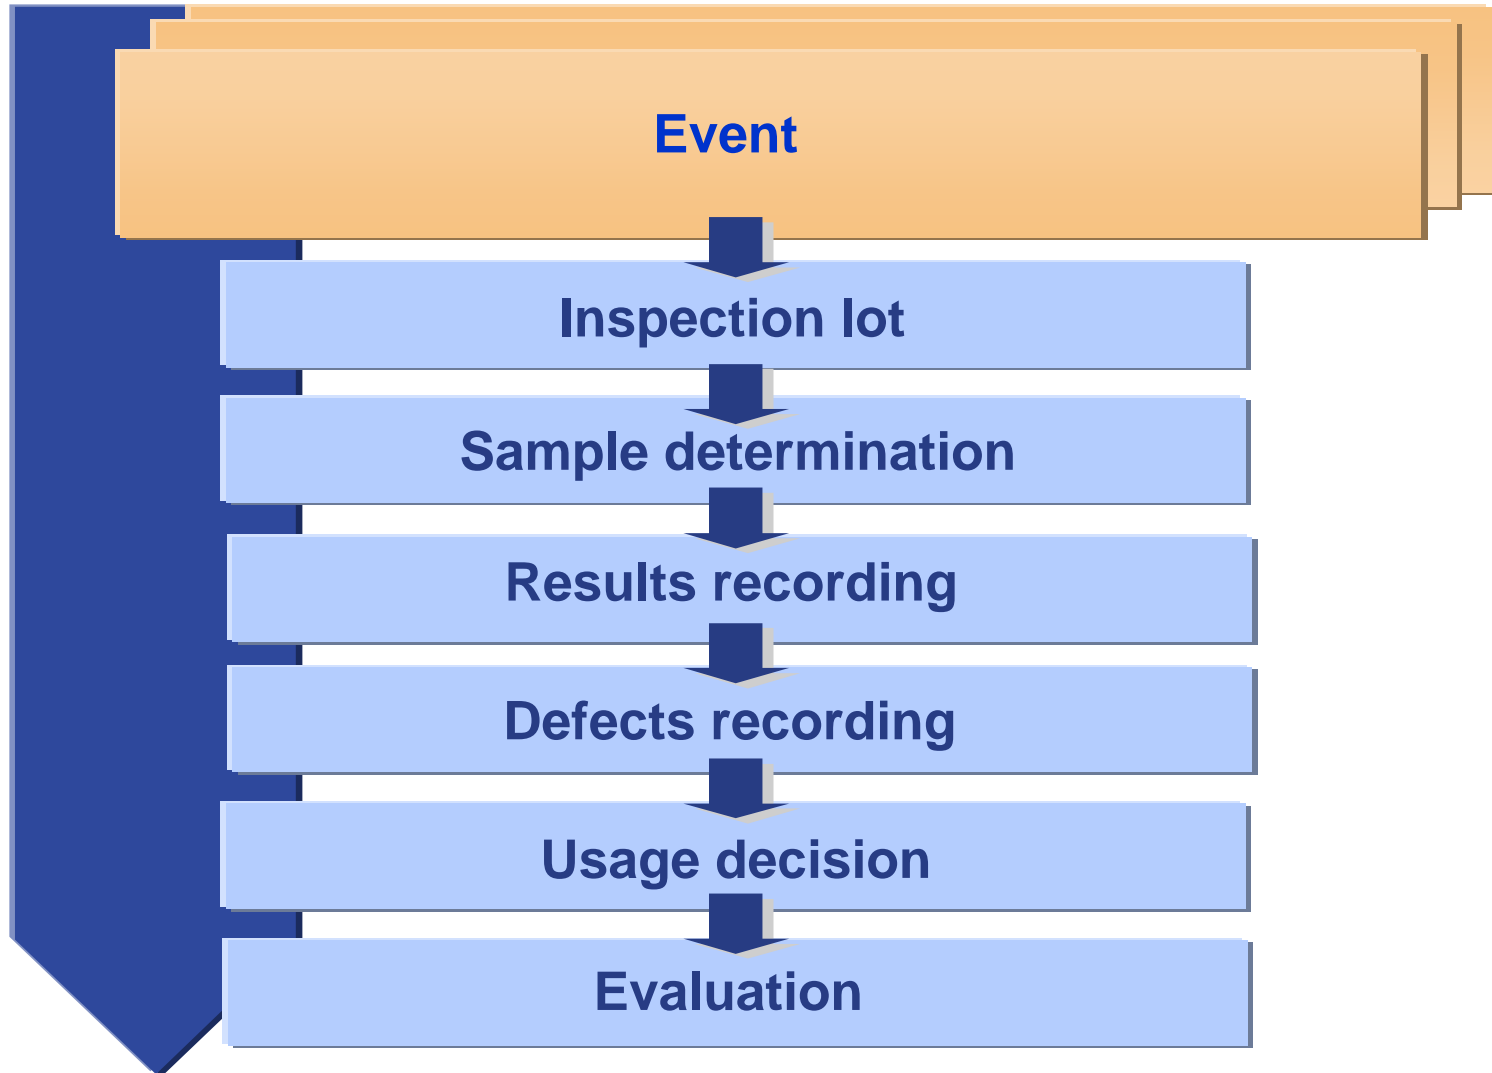 Event
Inspection lot
Sample determination
Results recording
Defects recording
Usage decision
Evaluation